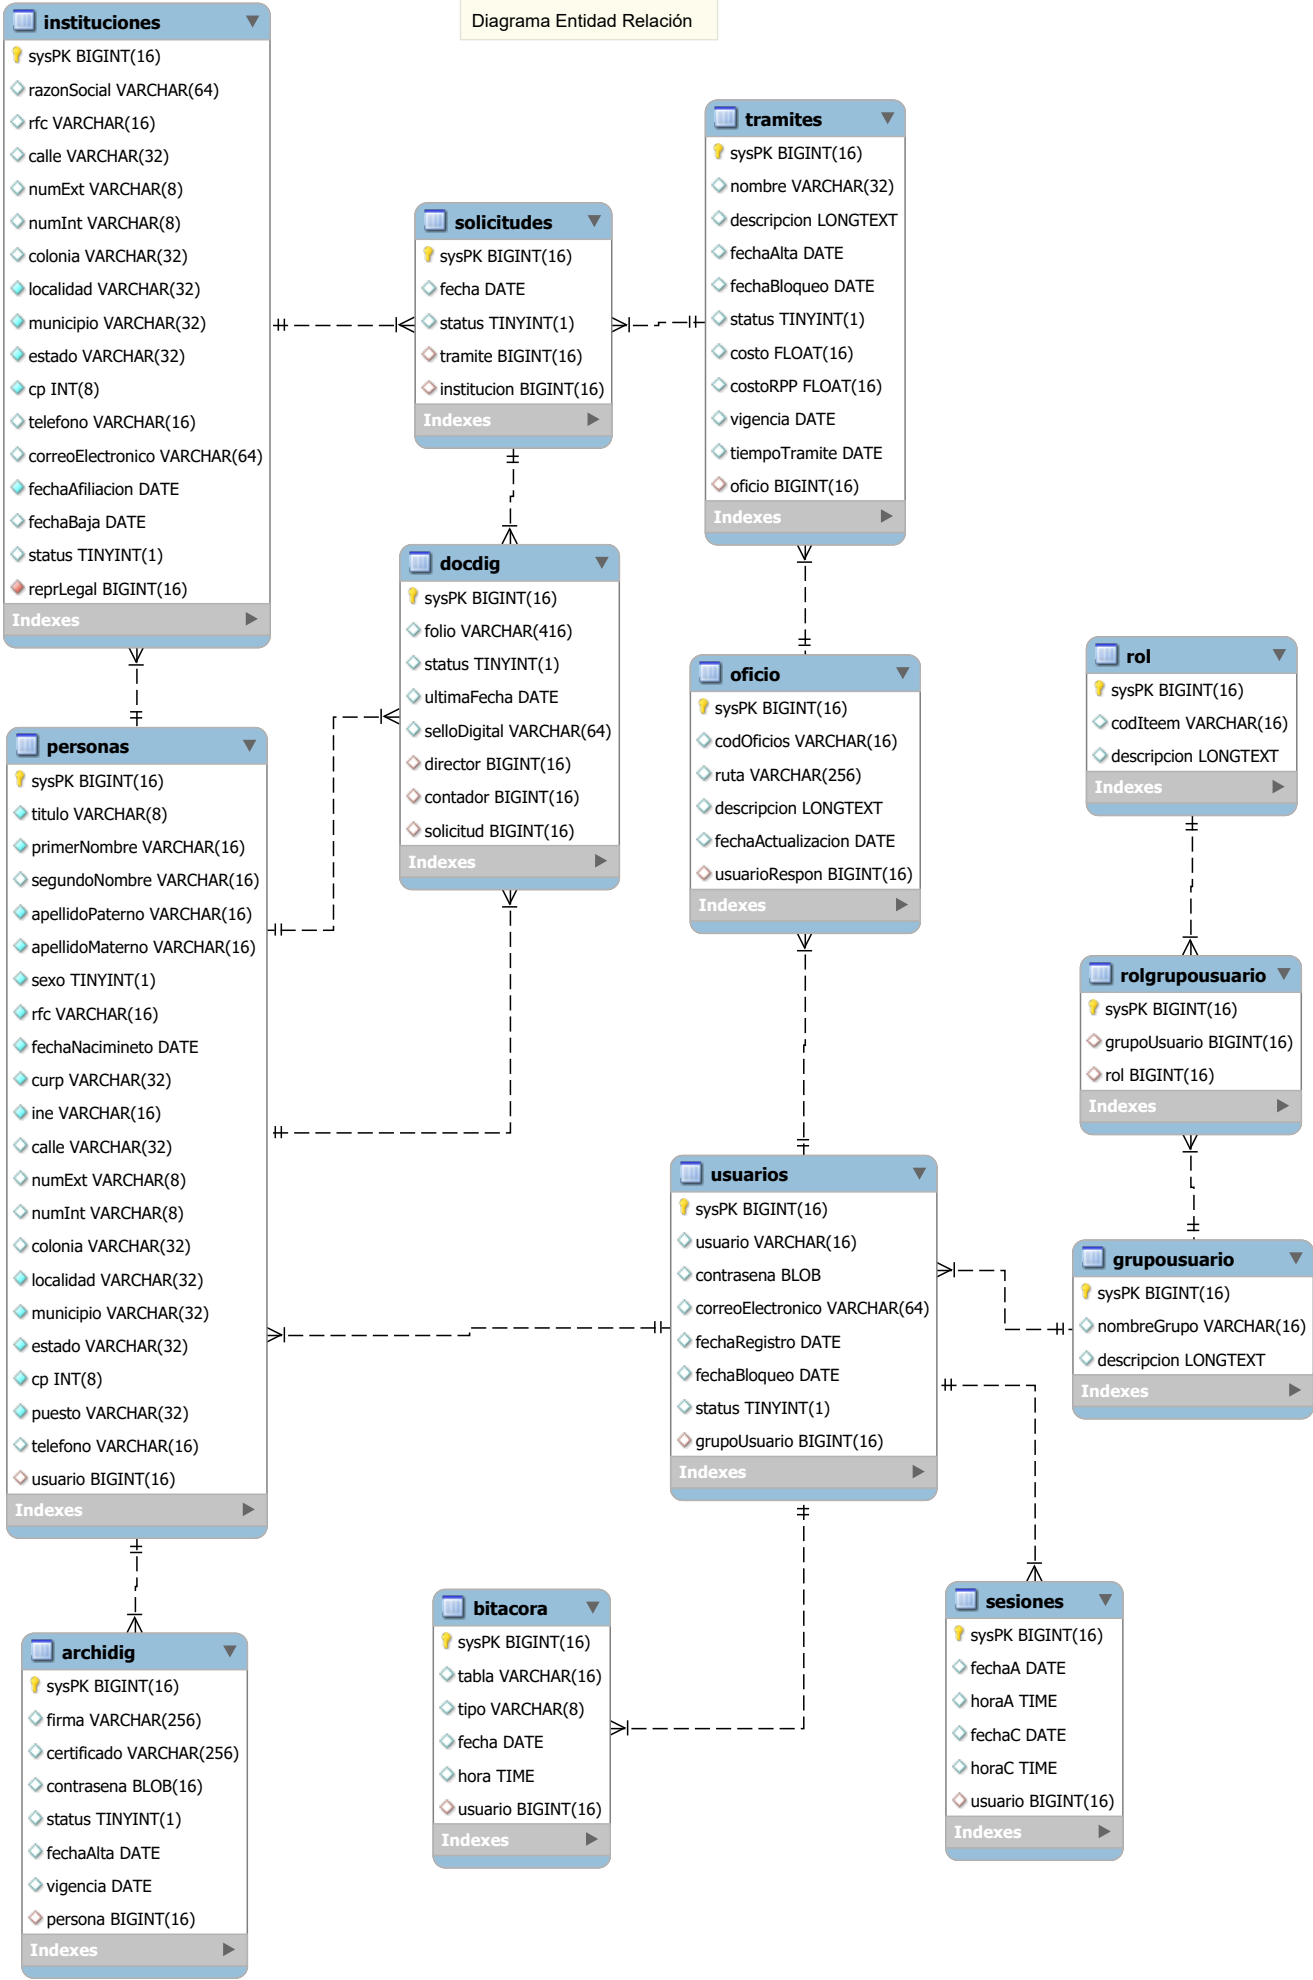 Diagrama Entidad Relación
instituciones
sysPK BIGINT(16)
razonSocial VARCHAR(64)
rfc VARCHAR(16)
calle VARCHAR(32)
numExt VARCHAR(8)
numInt VARCHAR(8)
colonia VARCHAR(32)
localidad VARCHAR(32)
municipio VARCHAR(32)
estado VARCHAR(32)
cp INT(8)
telefono VARCHAR(16)
correoElectronico VARCHAR(64)
fechaAfiliacion DATE
fechaBaja DATE
status TINYINT(1)
reprLegal BIGINT(16)
Indexes
solicitudes
sysPK BIGINT(16)
fecha DATE
status TINYINT(1)
tramite BIGINT(16)
institucion BIGINT(16)
Indexes
tramites
sysPK BIGINT(16)
nombre VARCHAR(32)
descripcion LONGTEXT
fechaAlta DATE
fechaBloqueo DATE
status TINYINT(1)
costo FLOAT(16)
costoRPP FLOAT(16)
vigencia DATE
tiempoTramite DATE
oficio BIGINT(16)
Indexes
docdig
sysPK BIGINT(16)
folio VARCHAR(416)
status TINYINT(1)
ultimaFecha DATE
selloDigital VARCHAR(64)
director BIGINT(16)
contador BIGINT(16)
solicitud BIGINT(16)
Indexes
oficio
sysPK BIGINT(16)
codOficios VARCHAR(16)
ruta VARCHAR(256)
descripcion LONGTEXT
fechaActualizacion DATE
usuarioRespon BIGINT(16)
Indexes
rol
sysPK BIGINT(16)
codIteem VARCHAR(16)
descripcion LONGTEXT
Indexes
personas
sysPK BIGINT(16)
titulo VARCHAR(8)
primerNombre VARCHAR(16)
segundoNombre VARCHAR(16)
apellidoPaterno VARCHAR(16)
apellidoMaterno VARCHAR(16)
sexo TINYINT(1)
rfc VARCHAR(16)
fechaNacimineto DATE
curp VARCHAR(32)
ine VARCHAR(16)
calle VARCHAR(32)
numExt VARCHAR(8)
numInt VARCHAR(8)
colonia VARCHAR(32)
localidad VARCHAR(32)
municipio VARCHAR(32)
estado VARCHAR(32)
cp INT(8)
puesto VARCHAR(32)
telefono VARCHAR(16)
usuario BIGINT(16)
Indexes
rolgrupousuario
sysPK BIGINT(16)
grupoUsuario BIGINT(16)
rol BIGINT(16)
Indexes
usuarios
sysPK BIGINT(16)
usuario VARCHAR(16)
contrasena BLOB
correoElectronico VARCHAR(64)
fechaRegistro DATE
fechaBloqueo DATE
status TINYINT(1)
grupoUsuario BIGINT(16)
Indexes
grupousuario
sysPK BIGINT(16)
nombreGrupo VARCHAR(16)
descripcion LONGTEXT
Indexes
archidig
sysPK BIGINT(16)
firma VARCHAR(256)
certificado VARCHAR(256)
contrasena BLOB(16)
status TINYINT(1)
fechaAlta DATE
vigencia DATE
persona BIGINT(16)
Indexes
bitacora
sysPK BIGINT(16)
tabla VARCHAR(16)
tipo VARCHAR(8)
fecha DATE
hora TIME
usuario BIGINT(16)
Indexes
sesiones
sysPK BIGINT(16)
fechaA DATE
horaA TIME
fechaC DATE
horaC TIME
usuario BIGINT(16)
Indexes